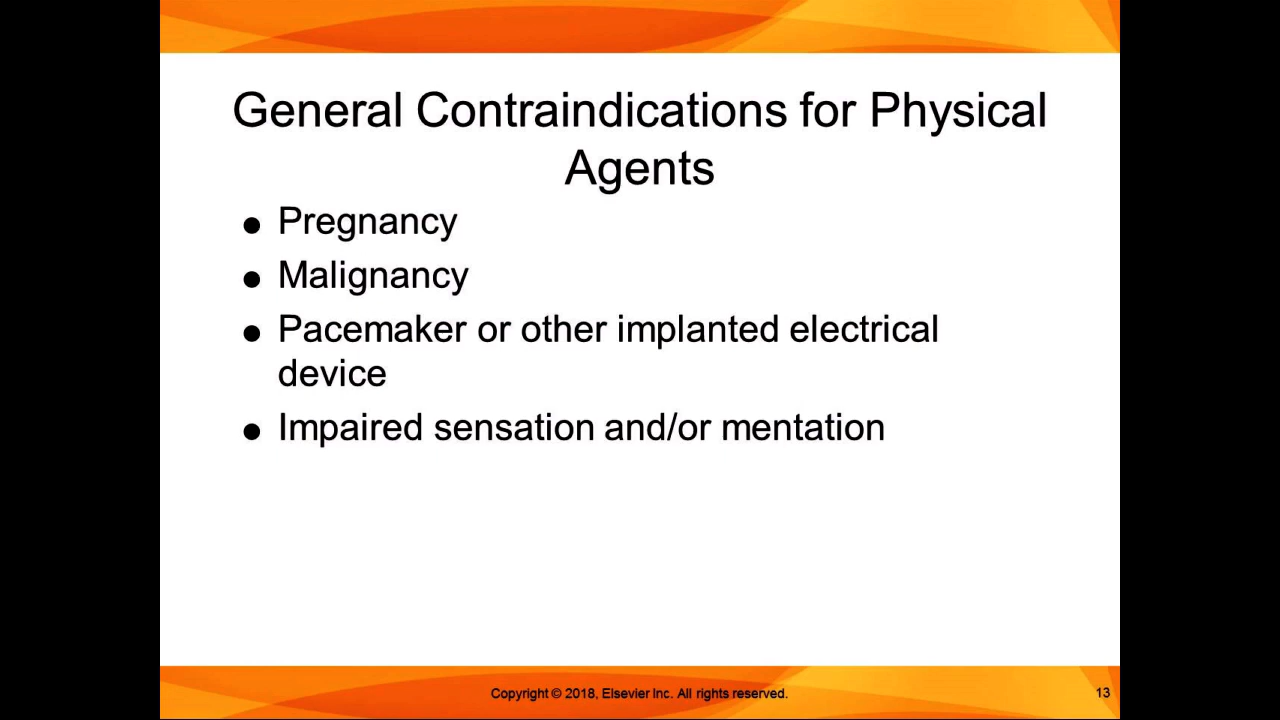 General Contraindications for Physical
Agents
● Pregnancy
● Malignancy
● Pacemaker or other implanted electrical
device
● Impaired sensation and/or mentation
Copyright © 2018, Elsevier Inc. All rights reserved.
13